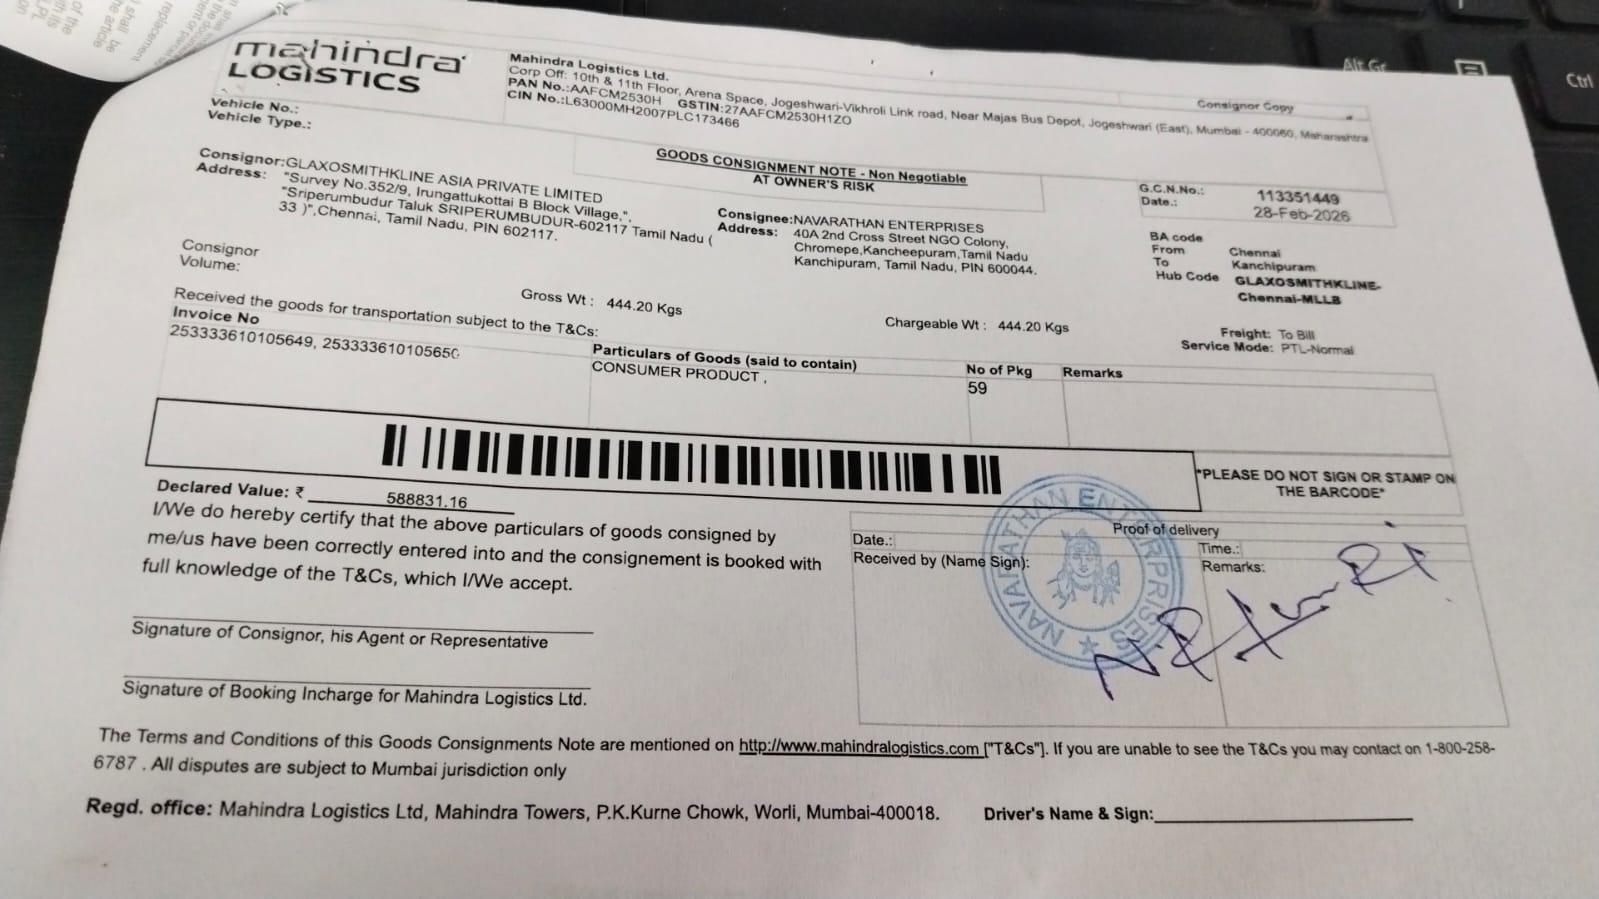 mahindra
LOGISTICS
Mahindra Logistics Ltd.
Corp Off: 10th & 11th Floor, Arena Space, Jogeshwari-Vikhroli Link road, Near Majas Bus Depot, Jogeshwari (East), Mumbai - 400060, Maharashtra
PAN No.:AAFCM2530H GSTIN:27AAFCM2530H1ZO
CIN No.:L63000MH2007PLC173466
Consignor Copy
Vehicle No.:
Vehicle Type.:
GOODS CONSIGNMENT NOTE - Non Negotiable
AT OWNER'S RISK
G.C.N.No.: 113351449
Date.: 28-Feb-2026
Consignor:GLAXOSMITHKLINE ASIA PRIVATE LIMITED
Address: "Survey No.352/9, Irungattukottai B Block Village,",
"Sriperumbudur Taluk SRIPERUMBUDUR-602117 Tamil Nadu (
33 )",Chennai, Tamil Nadu, PIN 602117.
Consignee:NAVARATHAN ENTERPRISES
Address: 40A 2nd Cross Street NGO Colony,
Chromepe,Kancheepuram,Tamil Nadu
Kanchipuram, Tamil Nadu, PIN 600044.
BA code
From Chennai
To Kanchipuram
Hub Code GLAXOSMITHKLINE-
Chennai-MLLB
Consignor
Volume:
Gross Wt : 444.20 Kgs
Chargeable Wt : 444.20 Kgs
Freight: To Bill
Service Mode: PTL-Normal
Received the goods for transportation subject to the T&Cs:
Invoice No
253333610105649, 253333610105650
Particulars of Goods (said to contain)
CONSUMER PRODUCT ,
No of Pkg
59
Remarks
*PLEASE DO NOT SIGN OR STAMP ON
THE BARCODE*
Declared Value: ₹ 588831.16
I/We do hereby certify that the above particulars of goods consigned by
me/us have been correctly entered into and the consignement is booked with
full knowledge of the T&Cs, which I/We accept.
Proof of delivery
Date.:
Time.:
Received by (Name Sign):
Remarks:
NAVARATHAN ENTERPRISES
Signature of Consignor, his Agent or Representative
Signature of Booking Incharge for Mahindra Logistics Ltd.
The Terms and Conditions of this Goods Consignments Note are mentioned on http://www.mahindralogistics.com ["T&Cs"]. If you are unable to see the T&Cs you may contact on 1-800-258-
6787 . All disputes are subject to Mumbai jurisdiction only
Regd. office: Mahindra Logistics Ltd, Mahindra Towers, P.K.Kurne Chowk, Worli, Mumbai-400018.
Driver's Name & Sign:
Alt Gr
Ctrl